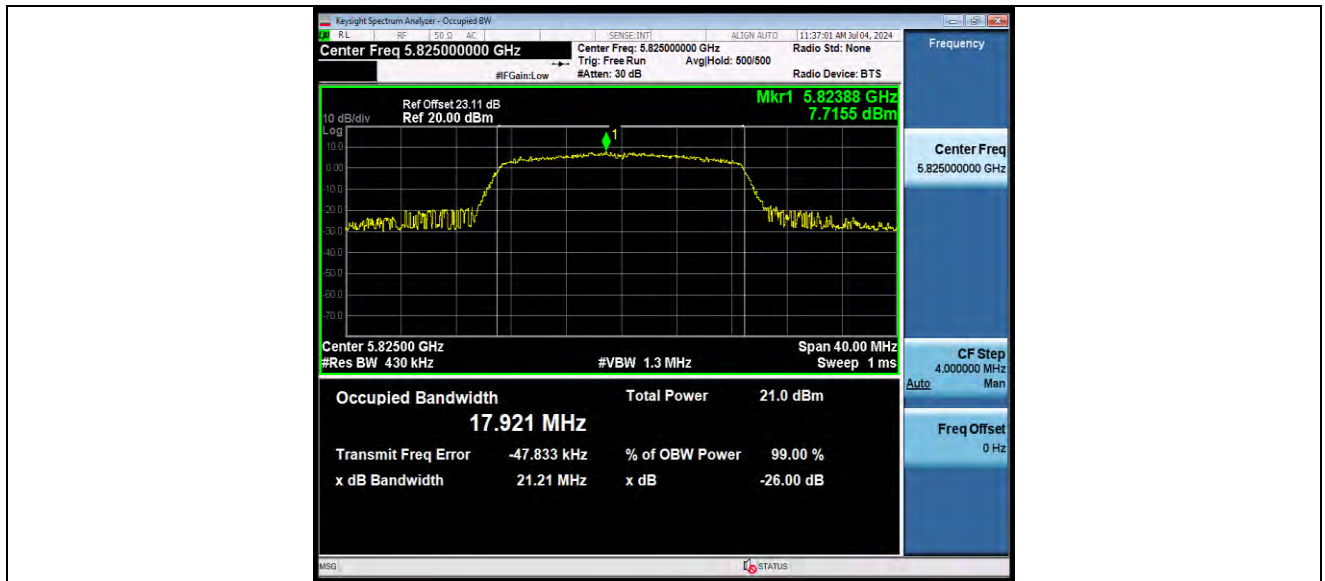 Keysight Spectrum Analyzer - Occupied BW
RL RF 50 Ω AC SENSE:INT ALIGN AUTO 11:37:01 AM Jul 04, 2024
Center Freq 5.825000000 GHz
Center Freq: 5.825000000 GHz Radio Std: None
Trig: Free Run Avg|Hold: 500/500
#IFGain:Low #Atten: 30 dB Radio Device: BTS
Frequency
Mkr1 5.82388 GHz
7.7155 dBm
Ref Offset 23.11 dB
10 dB/div Ref 20.00 dBm
Log
10.0
0.00
-10.0
-20.0
-30.0
-40.0
-50.0
-60.0
-70.0
1
Center 5.82500 GHz Span 40.00 MHz
#Res BW 430 kHz #VBW 1.3 MHz Sweep 1 ms
Center Freq
5.825000000 GHz
CF Step
4.000000 MHz
Auto Man
Freq Offset
0 Hz
Occupied Bandwidth Total Power 21.0 dBm
17.921 MHz
Transmit Freq Error -47.833 kHz % of OBW Power 99.00 %
x dB Bandwidth 21.21 MHz x dB -26.00 dB
MSG STATUS